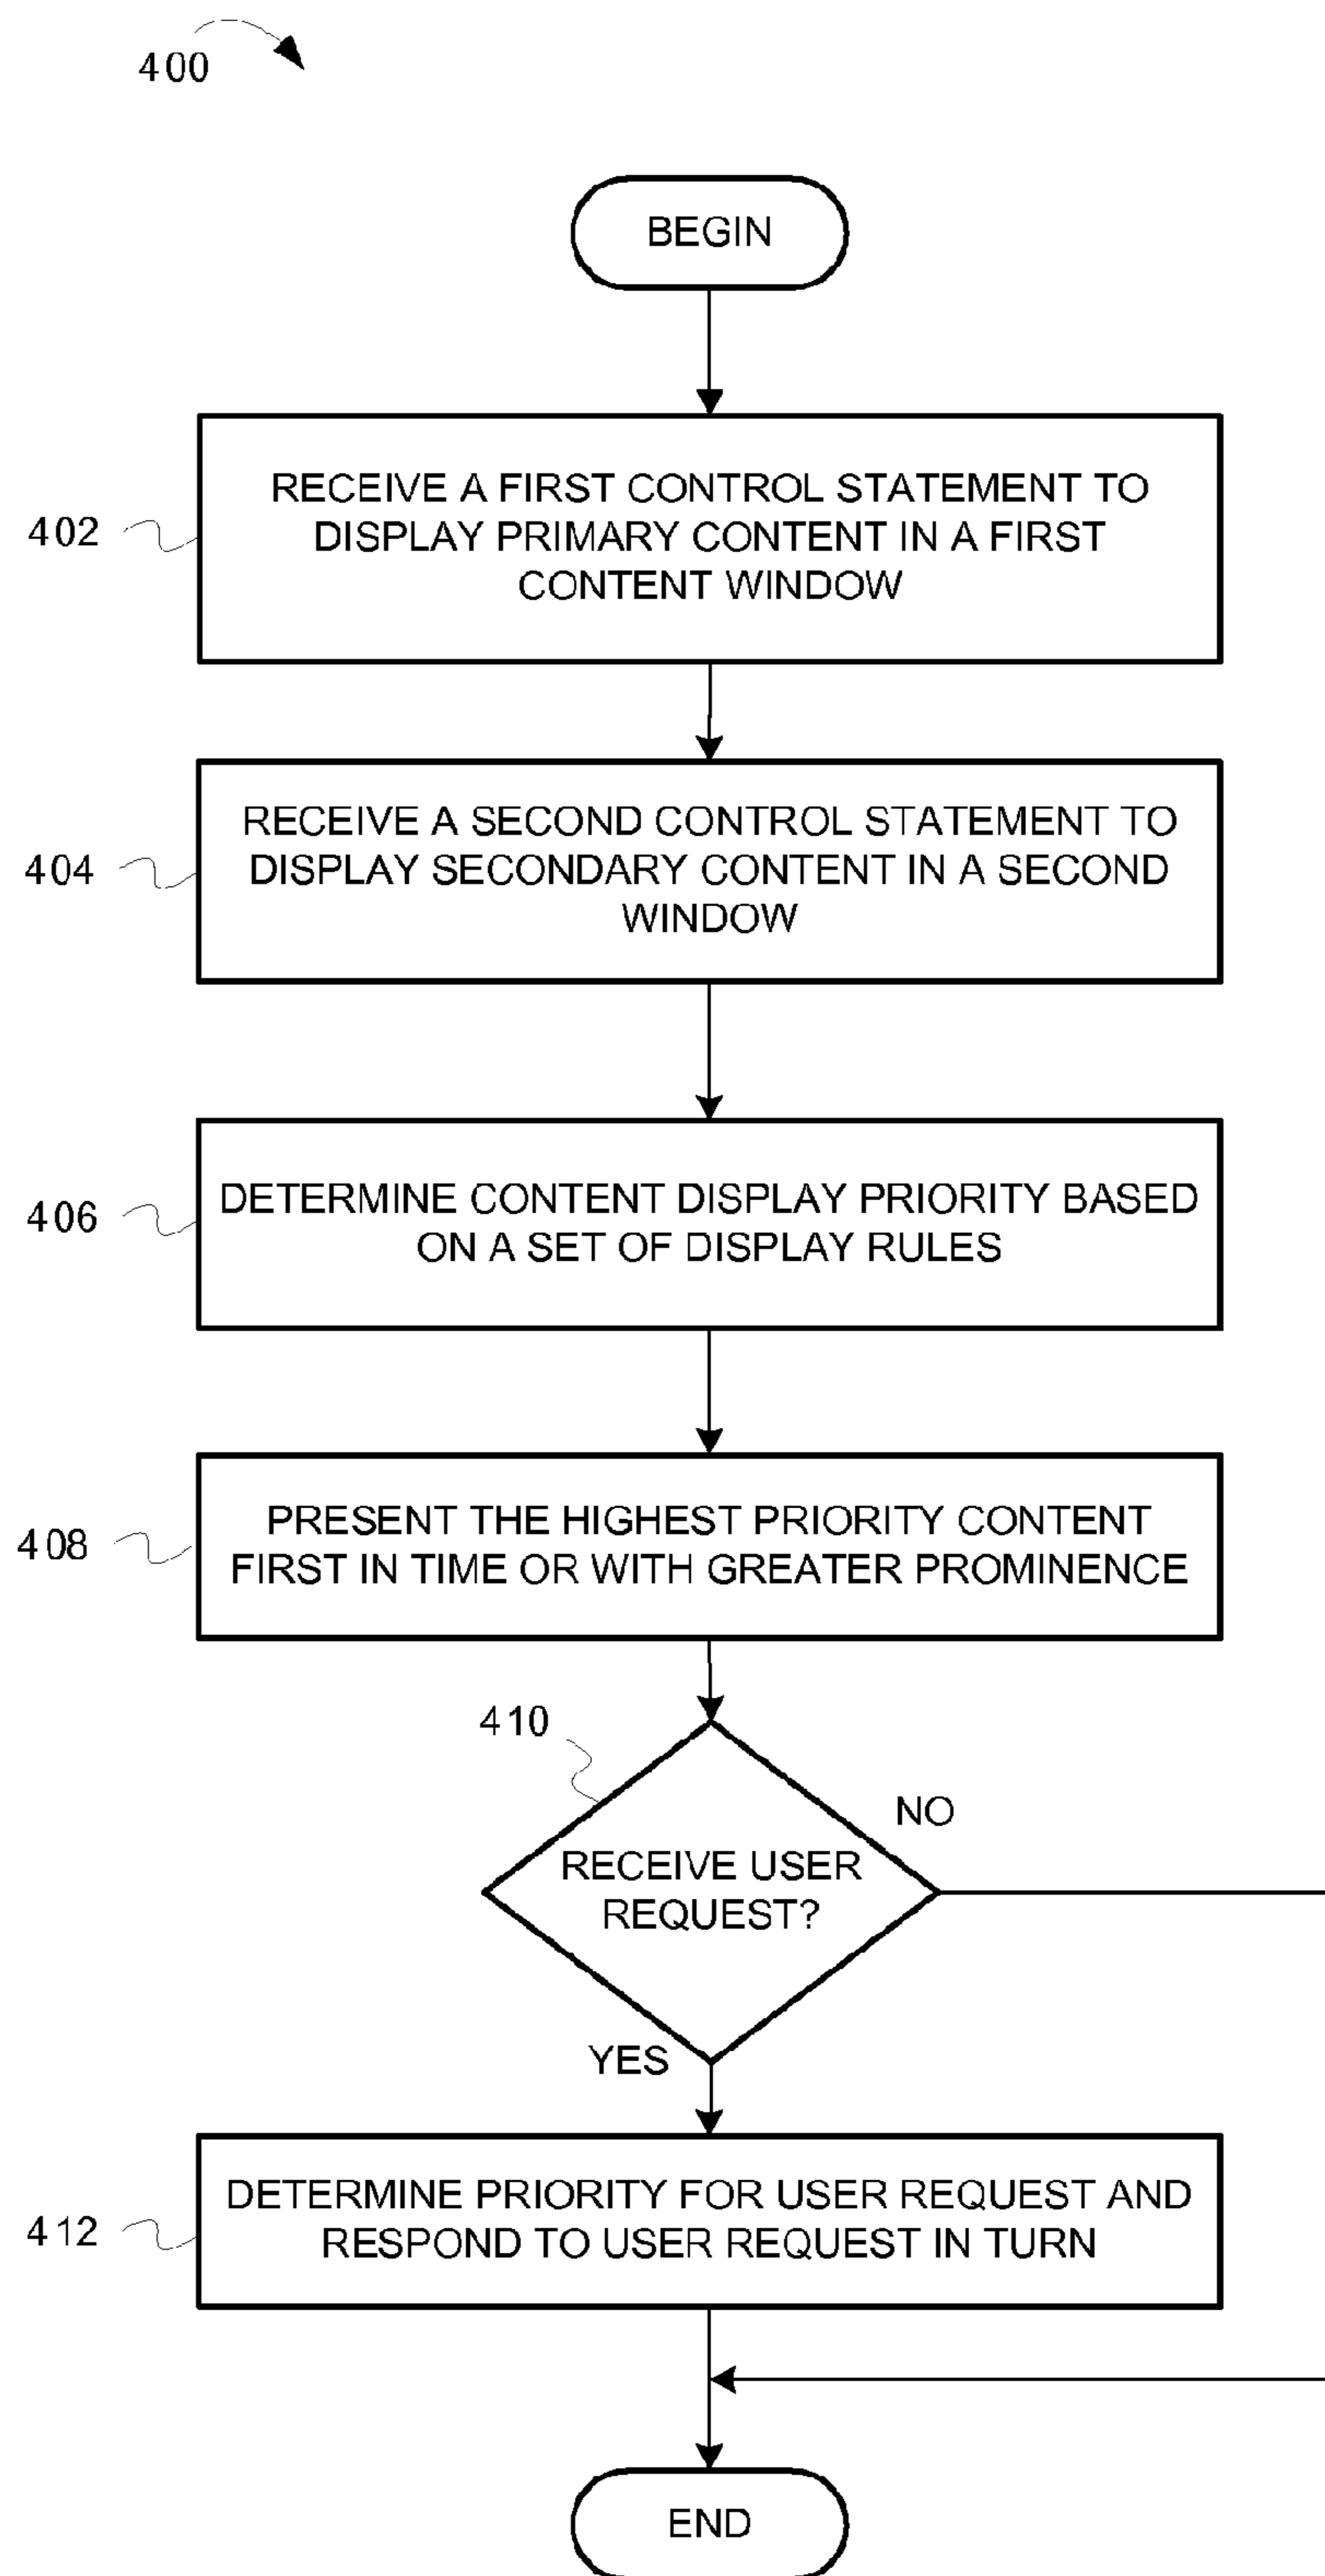 400
BEGIN
402
RECEIVE A FIRST CONTROL STATEMENT TO
DISPLAY PRIMARY CONTENT IN A FIRST
CONTENT WINDOW
404
RECEIVE A SECOND CONTROL STATEMENT TO
DISPLAY SECONDARY CONTENT IN A SECOND
WINDOW
406
DETERMINE CONTENT DISPLAY PRIORITY BASED
ON A SET OF DISPLAY RULES
408
PRESENT THE HIGHEST PRIORITY CONTENT
FIRST IN TIME OR WITH GREATER PROMINENCE
410
NO
RECEIVE USER
REQUEST?
YES
412
DETERMINE PRIORITY FOR USER REQUEST AND
RESPOND TO USER REQUEST IN TURN
END